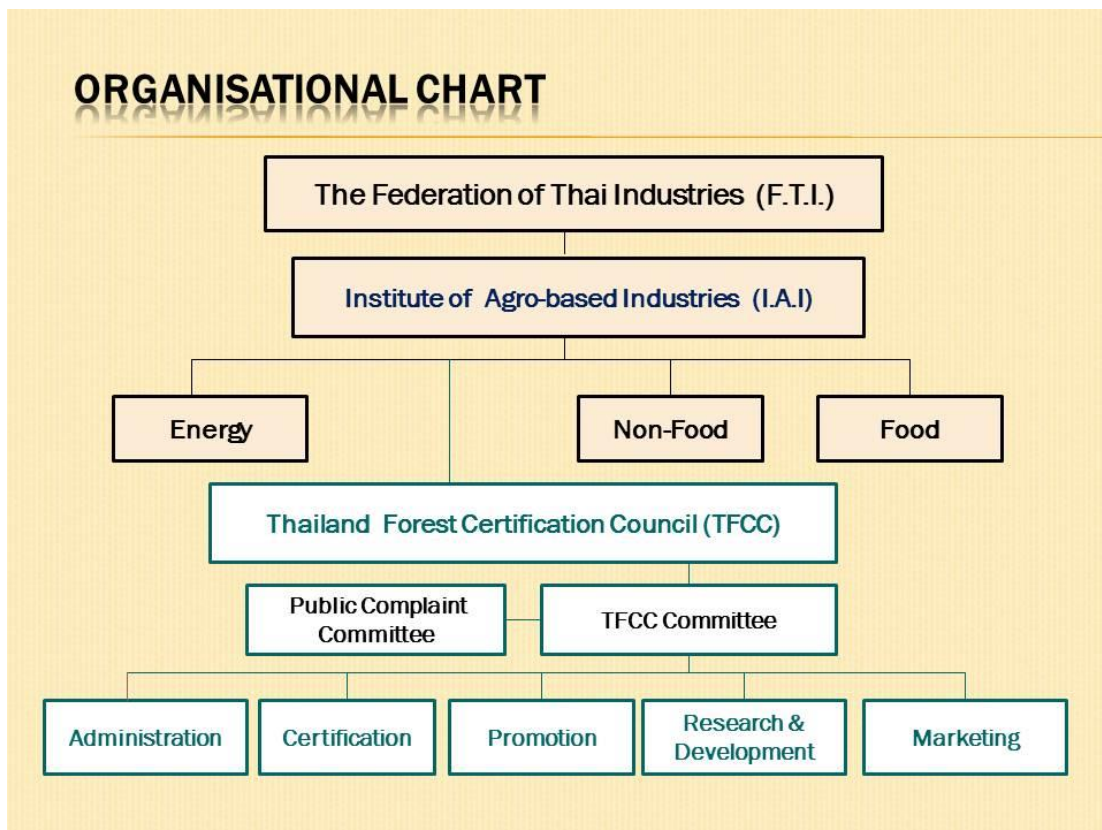 ORGANISATIONAL CHART
The Federation of Thai Industries (F.T.I.)
Institute of Agro-based Industries (I.A.I)
Energy
Non-Food
Food
Thailand Forest Certification Council (TFCC)
Public Complaint
Committee
TFCC Committee
Administration
Certification
Promotion
Research &
Development
Marketing